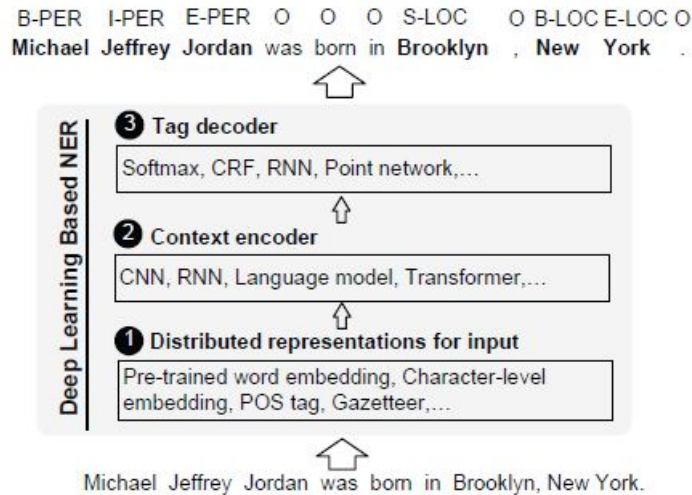 B-PER I-PER E-PER O O O S-LOC O B-LOC E-LOC O
Michael Jeffrey Jordan was born in Brooklyn , New York .
Deep Learning Based NER
3 Tag decoder
Softmax, CRF, RNN, Point network,...
2 Context encoder
CNN, RNN, Language model, Transformer,...
1 Distributed representations for input
Pre-trained word embedding, Character-level
embedding, POS tag, Gazetteer,...
Michael Jeffrey Jordan was born in Brooklyn, New York.